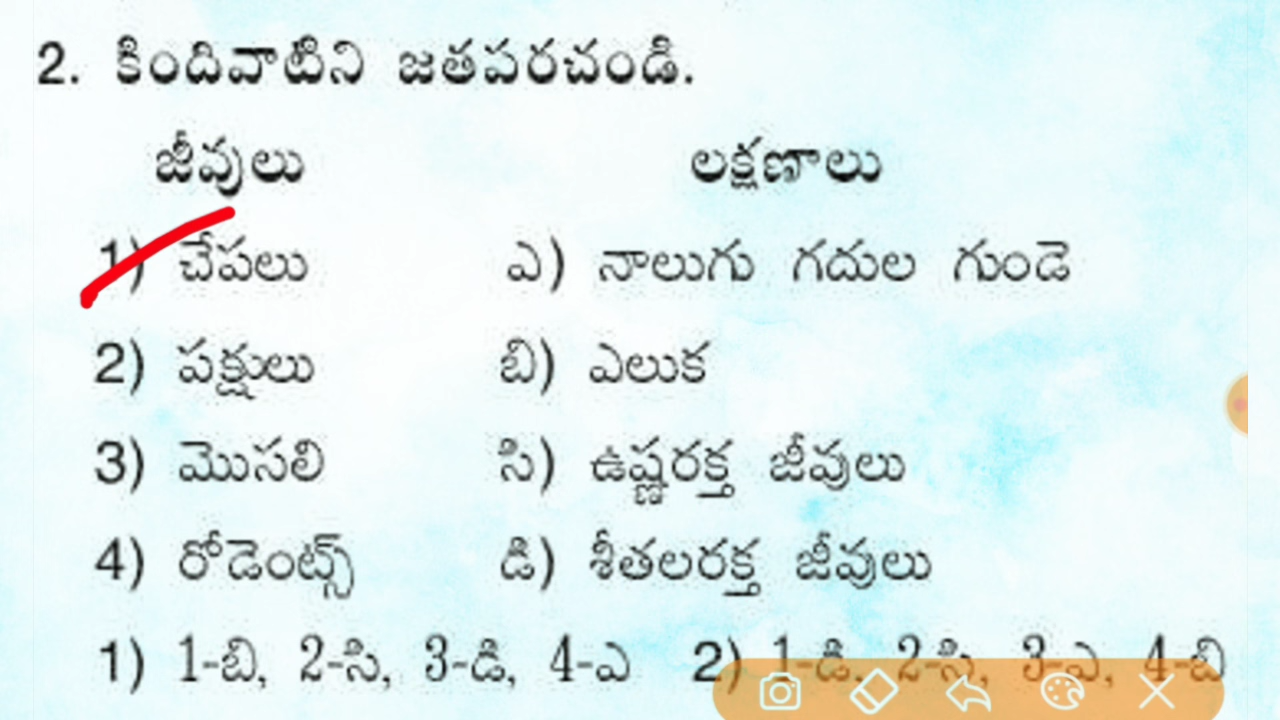 2. కిందివాటిని జతపరచండి.
జీవులు లక్షణాలు
1) చేపలు ఎ) నాలుగు గదుల గుండె
2) పక్షులు బి) ఎలుక
3) మొసలి సి) ఉష్ణరక్త జీవులు
4) రోడెంట్స్ డి) శీతలరక్త జీవులు
1) 1-బి, 2-సి, 3-డి, 4-ఎ 2) 1-డి, 2-సి, 3-ఎ, 4-బి